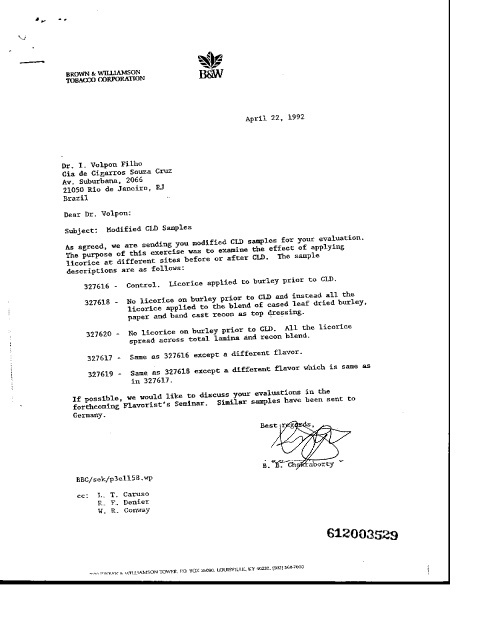 BROWN & WILLIAMSON
TOBACCO CORPORATION
B&W
April 22, 1992
Dr. I. Volpon Filho
Cia de Cigarros Souza Cruz
Av. Suburbana, 2066
21050 Rio de Janeiro, RJ
Brazil
Dear Dr. Volpon:
Subject: Modified CLD Samples
As agreed, we are sending you modified CLD samples for your evaluation.
The purpose of this exercise was to examine the effect of applying
licorice at different sites before or after CLD. The sample
descriptions are as follows:
327616 - Control. Licorice applied to burley prior to CLD.
327618 - No licorice on burley prior to CLD and instead all the
licorice applied to the blend of cased leaf dried burley,
paper and band cast recon as top dressing.
327620 - No licorice on burley prior to CLD. All the licorice
spread across total lamina and recon blend.
327617 - Same as 327616 except a different flavor.
327619 - Same as 327618 except a different flavor which is same as
in 327617.
If possible, we would like to discuss your evaluations in the
forthcoming Flavorist's Seminar. Similar samples have been sent to
Germany.
Best regards,
B. B. Chakraborty
BBC/sek/p3e1158.wp
cc: L. T. Caruso
R. F. Denier
W. R. Conway
612003529
& WILLIAMSON TOWER, P.O. BOX 35090, LOUISVILLE, KY 40232, (502) 568-7000